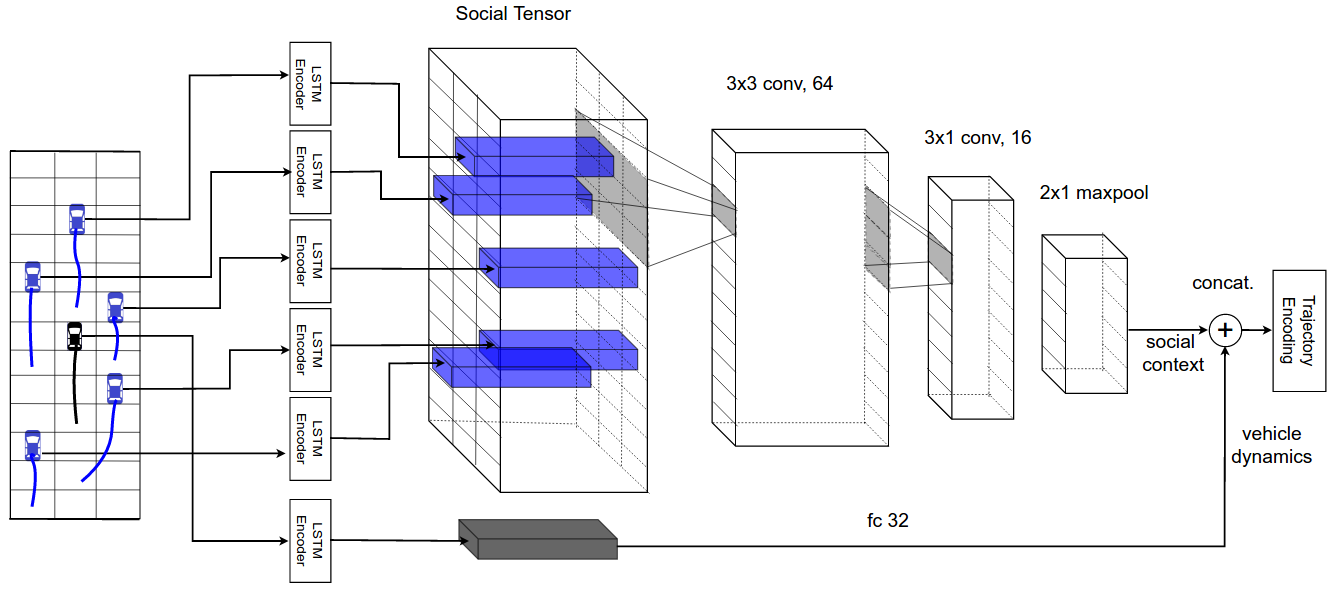 Social Tensor
LSTM
Encoder
LSTM
Encoder
LSTM
Encoder
LSTM
Encoder
LSTM
Encoder
LSTM
Encoder
3x3 conv, 64
3x1 conv, 16
2x1 maxpool
concat.
+
social
context
Trajectory
Encoding
vehicle
dynamics
fc 32